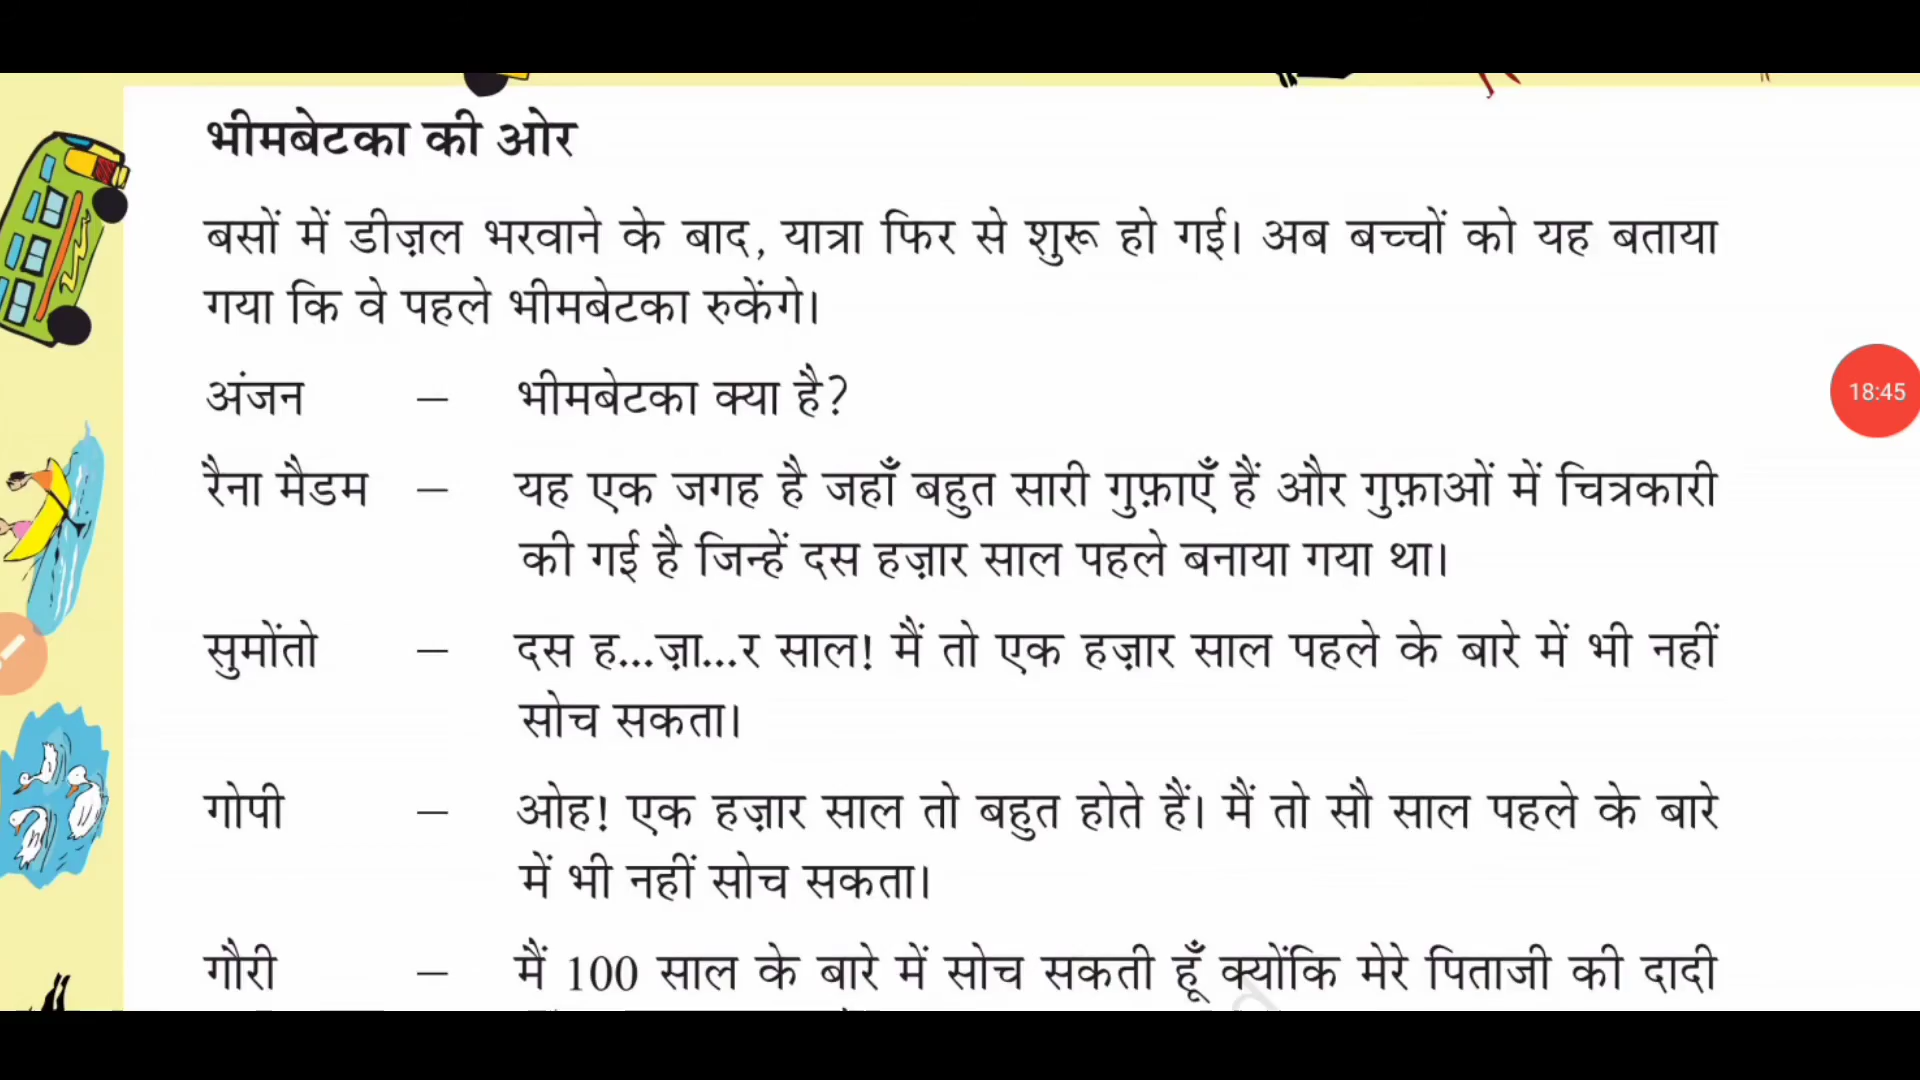 भीमबेटका की ओर
बसों में डीज़ल भरवाने के बाद, यात्रा फिर से शुरू हो गई। अब बच्चों को यह बताया
गया कि वे पहले भीमबेटका रुकेंगे।
अंजन – भीमबेटका क्या है?
रैना मैडम – यह एक जगह है जहाँ बहुत सारी गुफ़ाएँ हैं और गुफ़ाओं में चित्रकारी
की गई है जिन्हें दस हज़ार साल पहले बनाया गया था।
सुमोंतो – दस ह...ज़ा...र साल! मैं तो एक हज़ार साल पहले के बारे में भी नहीं
सोच सकता।
गोपी – ओह! एक हज़ार साल तो बहुत होते हैं। मैं तो सौ साल पहले के बारे
में भी नहीं सोच सकता।
गौरी – मैं 100 साल के बारे में सोच सकती हूँ क्योंकि मेरे पिताजी की दादी
18:45